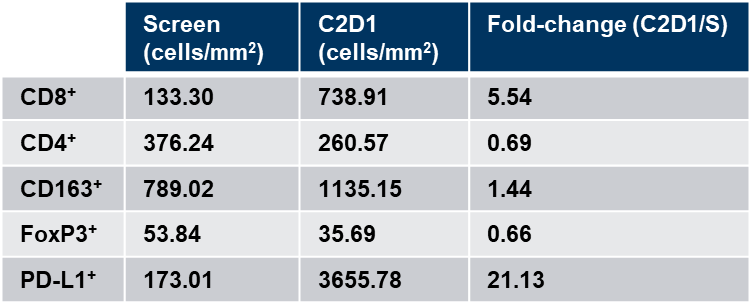 Screen (cells/mm²) C2D1 (cells/mm²) Fold-change (C2D1/S)
CD8⁺ 133.30 738.91 5.54
CD4⁺ 376.24 260.57 0.69
CD163⁺ 789.02 1135.15 1.44
FoxP3⁺ 53.84 35.69 0.66
PD-L1⁺ 173.01 3655.78 21.13